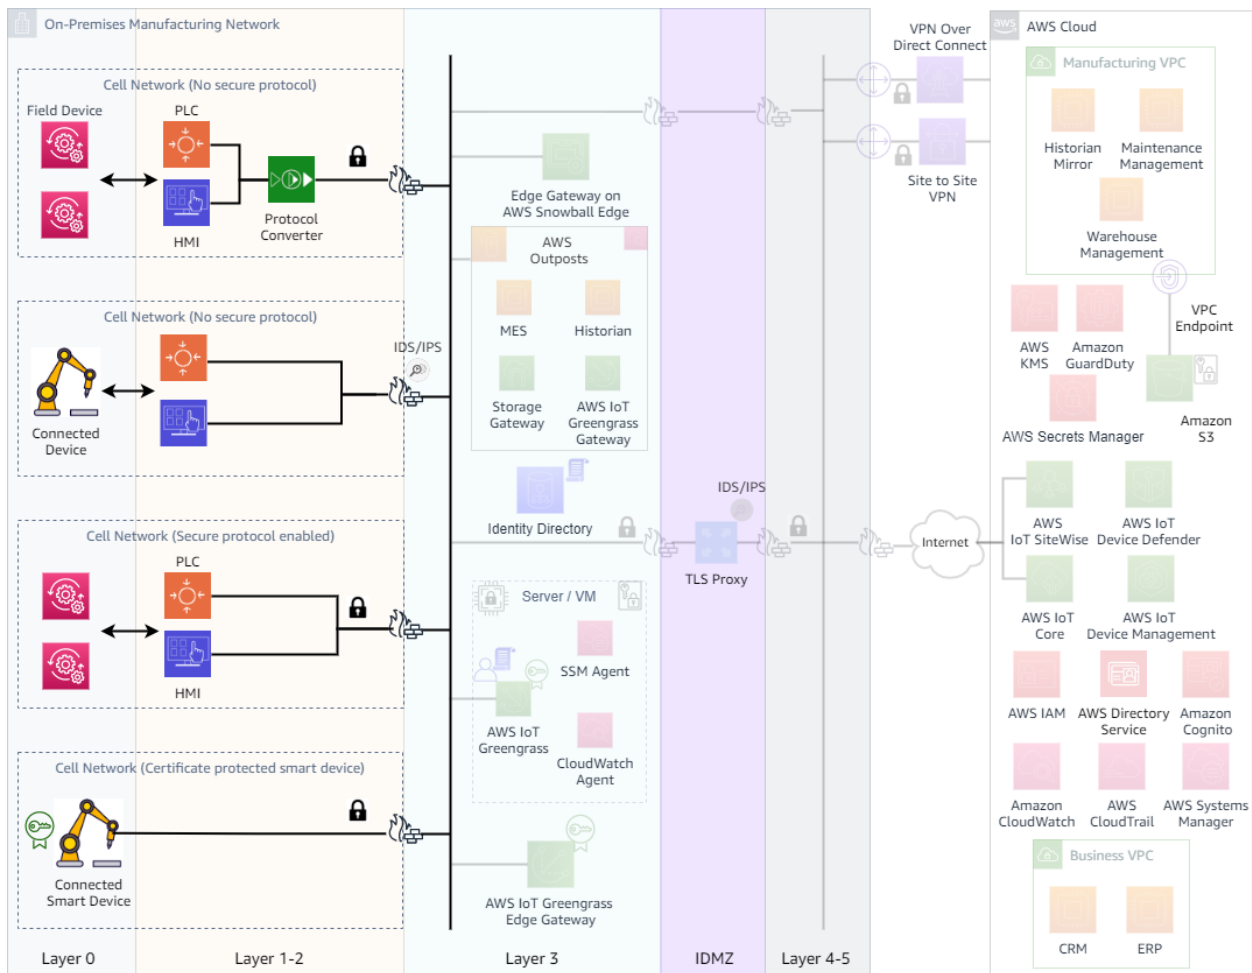 On-Premises Manufacturing Network
Cell Network (No secure protocol)
Field Device
PLC
HMI
Protocol
Converter
Cell Network (No secure protocol)
Connected
Device
IDS/IPS
Cell Network (Secure protocol enabled)
PLC
HMI
Cell Network (Certificate protected smart device)
Connected
Smart Device
Edge Gateway on
AWS Snowball Edge
AWS
Outposts
MES
Historian
Storage
Gateway
AWS IoT
Greengrass
Gateway
Identity Directory
Server / VM
SSM Agent
AWS IoT
Greengrass
CloudWatch
Agent
AWS IoT Greengrass
Edge Gateway
IDS/IPS
TLS Proxy
VPN Over
Direct Connect
Site to Site
VPN
Internet
aws
AWS Cloud
Manufacturing VPC
Historian
Mirror
Maintenance
Management
Warehouse
Management
VPC
Endpoint
AWS
KMS
Amazon
GuardDuty
AWS Secrets Manager
Amazon
S3
AWS
IoT SiteWise
AWS IoT
Device Defender
AWS IoT
Core
AWS IoT
Device Management
AWS IAM
AWS Directory
Service
Amazon
Cognito
Amazon
CloudWatch
AWS
CloudTrail
AWS Systems
Manager
Business VPC
CRM
ERP
Layer 0
Layer 1-2
Layer 3
IDMZ
Layer 4-5